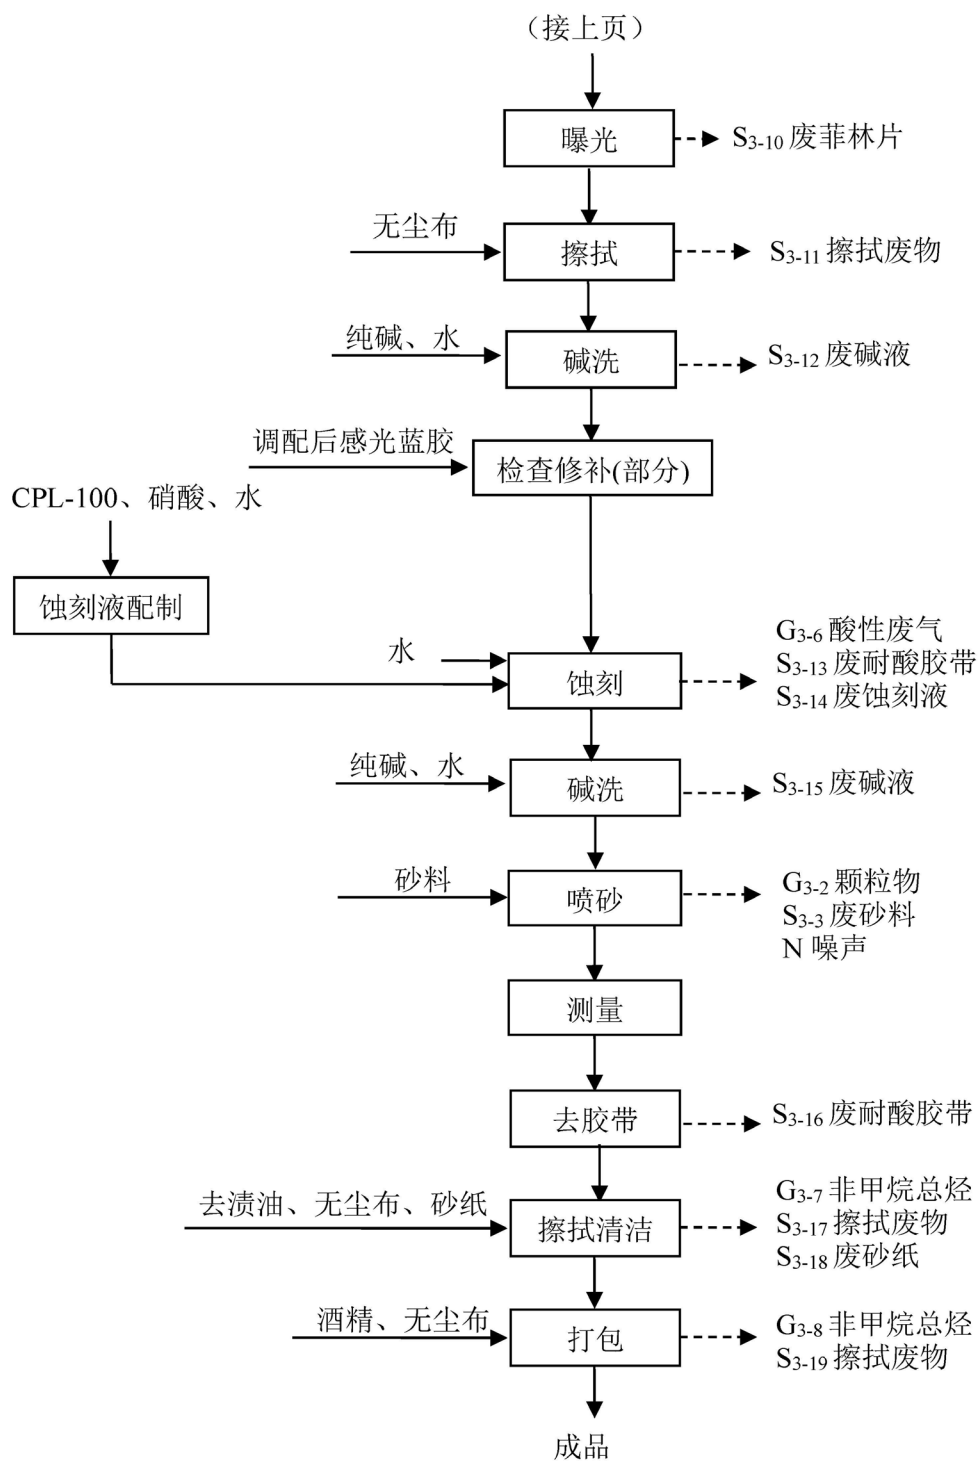 （接上页）
曝光
S3-10 废菲林片
无尘布
擦拭
S3-11 擦拭废物
纯碱、水
碱洗
S3-12 废碱液
调配后感光蓝胶
检查修补(部分)
CPL-100、硝酸、水
蚀刻液配制
水
蚀刻
G3-6 酸性废气
S3-13 废耐酸胶带
S3-14 废蚀刻液
纯碱、水
碱洗
S3-15 废碱液
砂料
喷砂
G3-2 颗粒物
S3-3 废砂料
N 噪声
测量
去胶带
S3-16 废耐酸胶带
去渍油、无尘布、砂纸
擦拭清洁
G3-7 非甲烷总烃
S3-17 擦拭废物
S3-18 废砂纸
酒精、无尘布
打包
G3-8 非甲烷总烃
S3-19 擦拭废物
成品